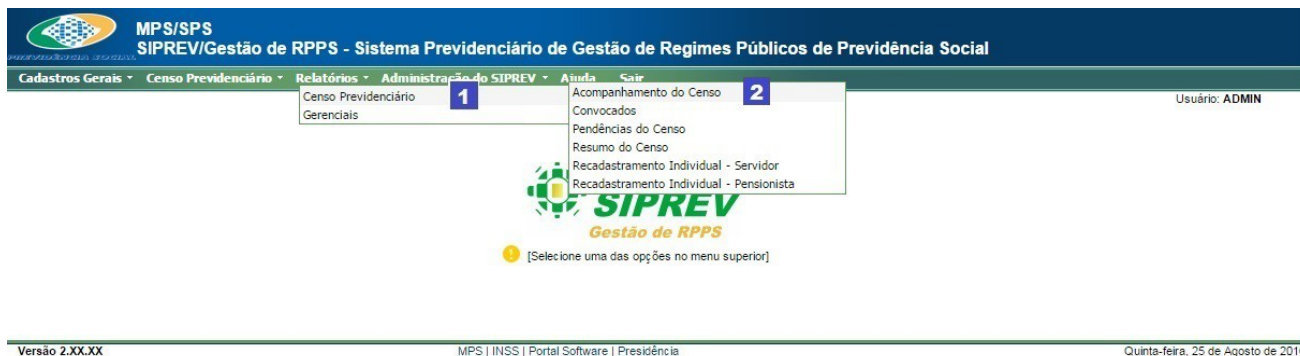 MPS/SPS
SIPREV/Gestão de RPPS - Sistema Previdenciário de Gestão de Regimes Públicos de Previdência Social
PREVIDÊNCIA SOCIAL
Cadastros Gerais Censo Previdenciário Relatórios Administração do SIPREV Ajuda Sair
Usuário: ADMIN
Censo Previdenciário 1
Gerenciais
Acompanhamento do Censo 2
Convocados
Pendências do Censo
Resumo do Censo
Recadastramento Individual - Servidor
Recadastramento Individual - Pensionista
SIPREV
Gestão de RPPS
[Selecione uma das opções no menu superior]
Versão 2.XX.XX MPS | INSS | Portal Software | Presidência Quinta-feira, 25 de Agosto de 201